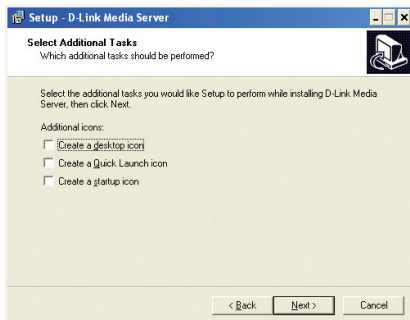 Setup - D-Link Media Server
Select Additional Tasks
Which additional tasks should be performed?
Select the additional tasks you would like Setup to perform while installing D-Link Media
Server, then click Next.
Additional icons:
Create a desktop icon
Create a Quick Launch icon
Create a startup icon
< Back Next > Cancel